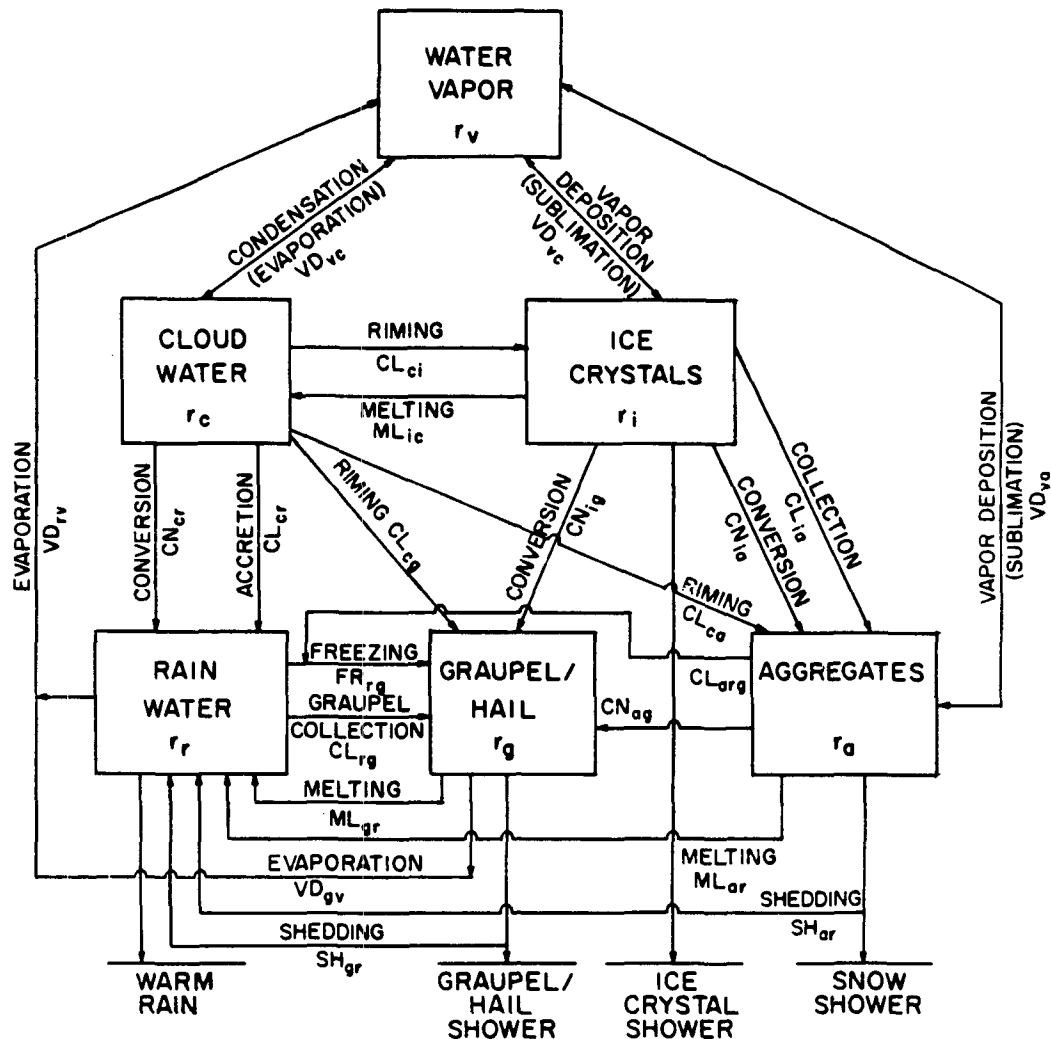 WATER
VAPOR
r_v
CONDENSATION
(EVAPORATION)
VD_vc
VAPOR
DEPOSITION
(SUBLIMATION)
VD_vc
CLOUD
WATER
r_c
RIMING
CL_ci
MELTING
ML_ic
ICE
CRYSTALS
r_i
EVAPORATION
VD_rv
CONVERSION
CN_cr
ACCRETION
CL_cr
RIMING CL_cg
CONVERSION
CN_ig
RIMING
CL_ca
CONVERSION
CN_ia
COLLECTION
CL_ia
VAPOR DEPOSITION
(SUBLIMATION)
VD_va
RAIN
WATER
r_r
FREEZING
FR_rg
GRAUPEL
COLLECTION
CL_rg
GRAUPEL/
HAIL
r_g
CL_arg
CN_ag
AGGREGATES
r_a
MELTING
ML_gr
EVAPORATION
VD_gv
MELTING
ML_ar
SHEDDING
SH_ar
SHEDDING
SH_gr
WARM
RAIN
GRAUPEL/
HAIL
SHOWER
ICE
CRYSTAL
SHOWER
SNOW
SHOWER